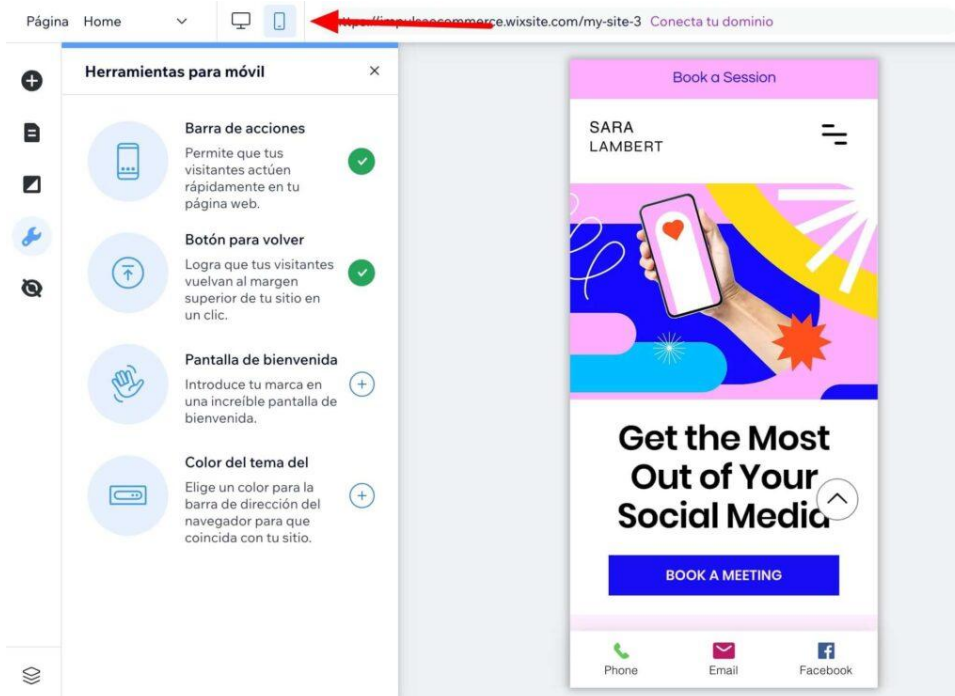 Página Home
wixsite.com/my-site-3 Conecta tu dominio
Herramientas para móvil
Barra de acciones
Permite que tus
visitantes actúen
rápidamente en tu
página web.
Botón para volver
Logra que tus visitantes
vuelvan al margen
superior de tu sitio en
un clic.
Pantalla de bienvenida
Introduce tu marca en
una increíble pantalla de
bienvenida.
Color del tema del
Elige un color para la
barra de dirección del
navegador para que
coincida con tu sitio.
Book a Session
SARA
LAMBERT
Get the Most
Out of Your
Social Media
BOOK A MEETING
Phone Email Facebook